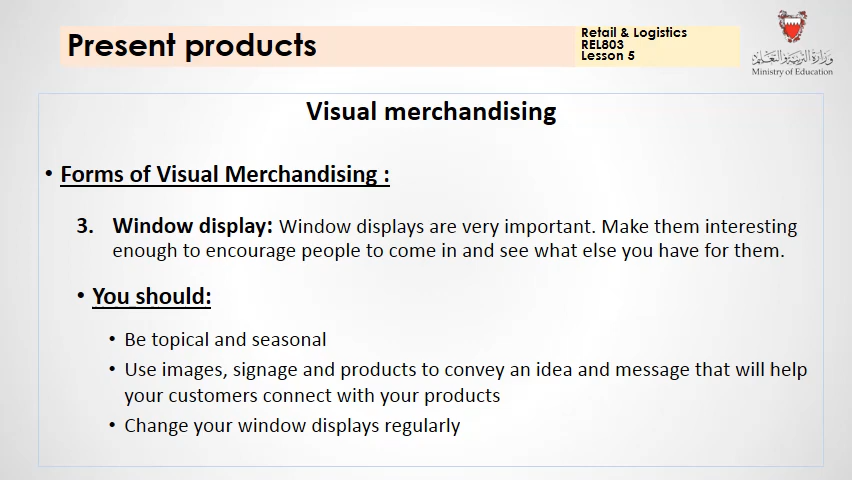 Present products
Retail & Logistics
REL803
Lesson 5
وزارة التربية والتعليم
Ministry of Education
Visual merchandising
• Forms of Visual Merchandising :
3. Window display: Window displays are very important. Make them interesting
enough to encourage people to come in and see what else you have for them.
• You should:
• Be topical and seasonal
• Use images, signage and products to convey an idea and message that will help
your customers connect with your products
• Change your window displays regularly